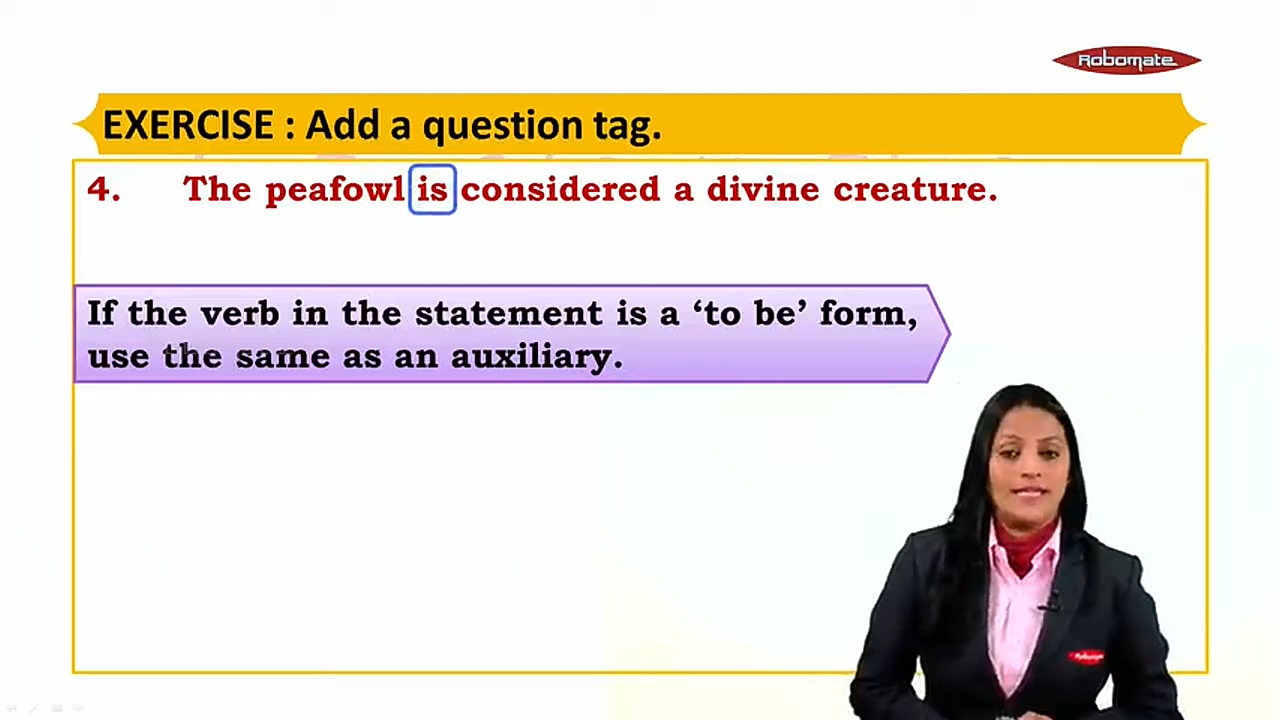 Robomate
EXERCISE : Add a question tag.
4. The peafowl is considered a divine creature.
If the verb in the statement is a ‘to be’ form,
use the same as an auxiliary.
Robomate